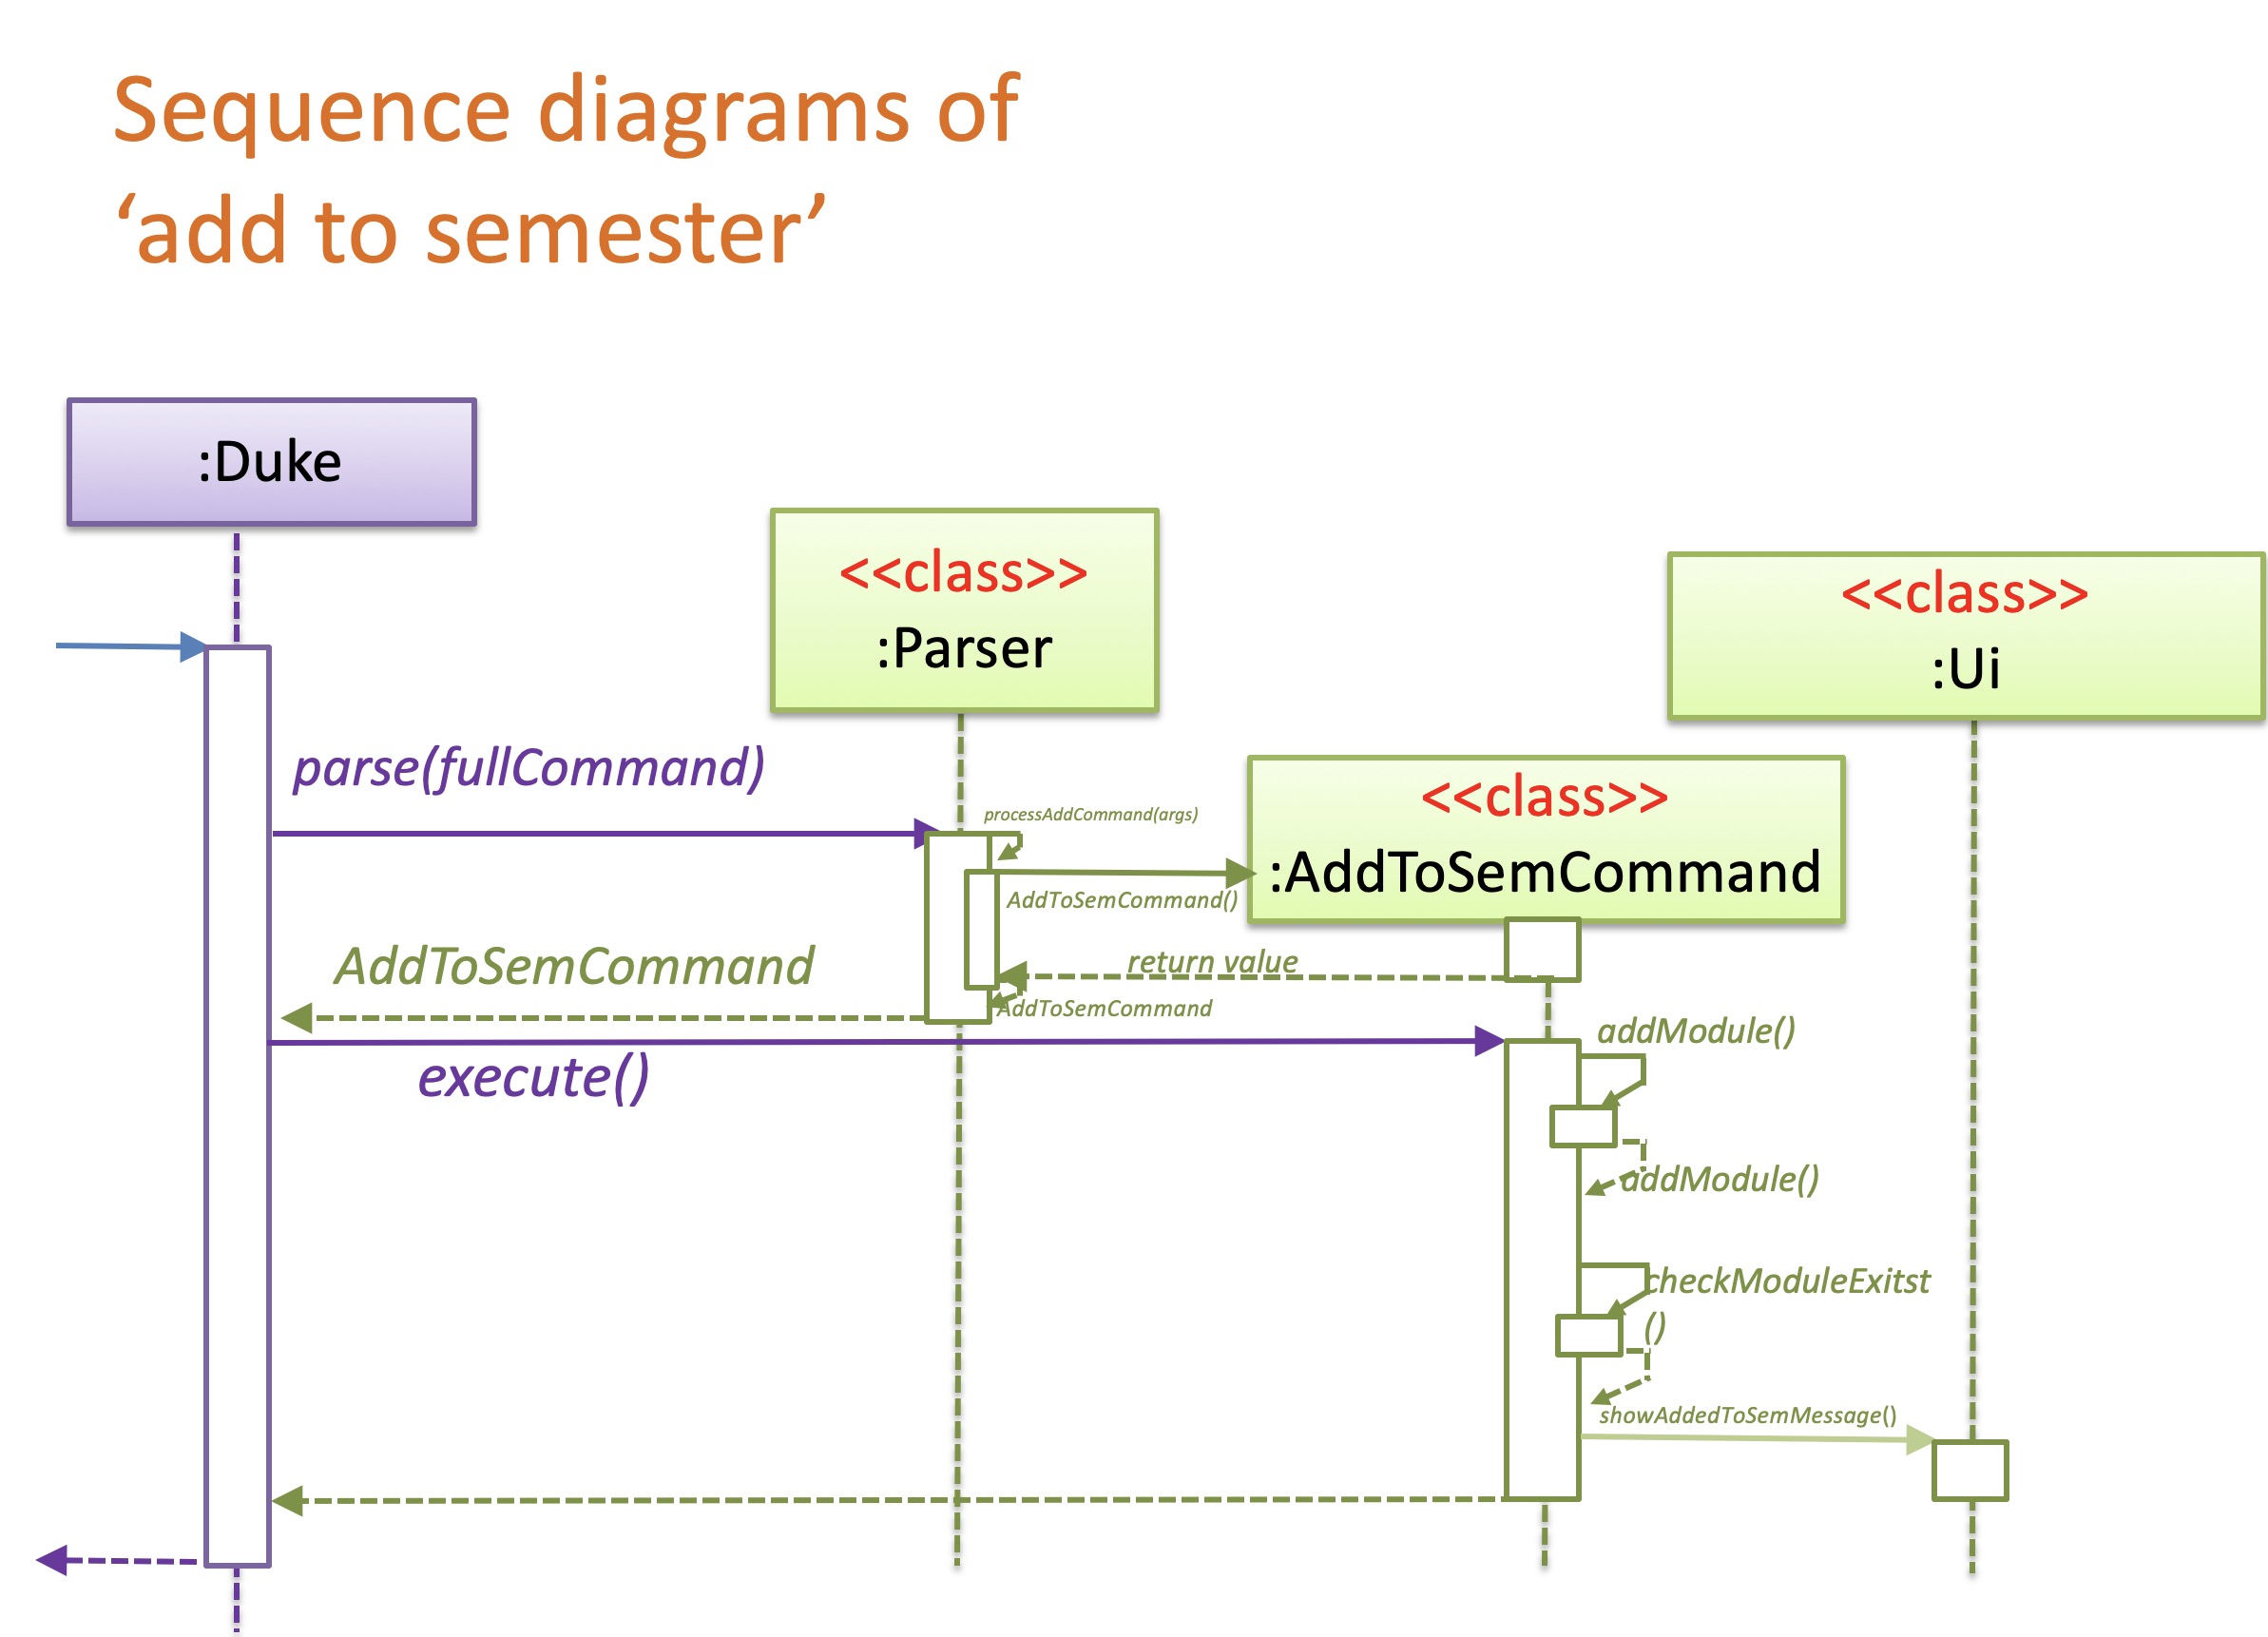 Sequence diagrams of
‘add to semester’
:Duke
<<class>>
:Parser
<<class>>
:Ui
parse(fullCommand)
<<class>>
:AddToSemCommand
processAddCommand(args)
AddToSemCommand()
AddToSemCommand
return value
AddToSemCommand
execute()
addModule()
addModule()
checkModuleExitst
()
showAddedToSemMessage()